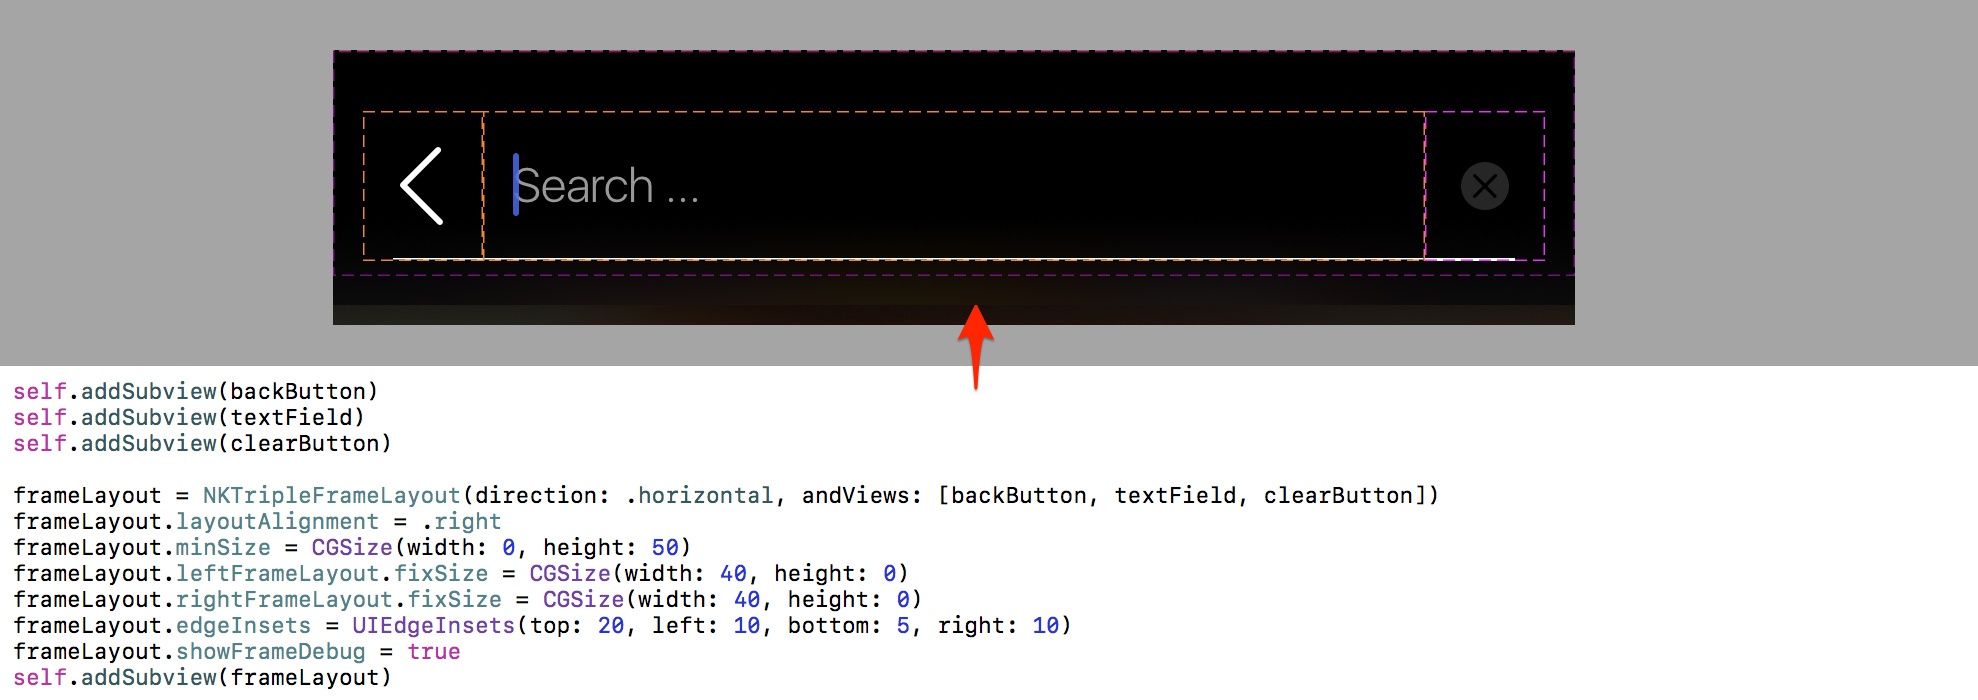 Search ...
self.addSubview(backButton)
self.addSubview(textField)
self.addSubview(clearButton)
frameLayout = NKTripleFrameLayout(direction: .horizontal, andViews: [backButton, textField, clearButton])
frameLayout.layoutAlignment = .right
frameLayout.minSize = CGSize(width: 0, height: 50)
frameLayout.leftFrameLayout.fixSize = CGSize(width: 40, height: 0)
frameLayout.rightFrameLayout.fixSize = CGSize(width: 40, height: 0)
frameLayout.edgeInsets = UIEdgeInsets(top: 20, left: 10, bottom: 5, right: 10)
frameLayout.showFrameDebug = true
self.addSubview(frameLayout)